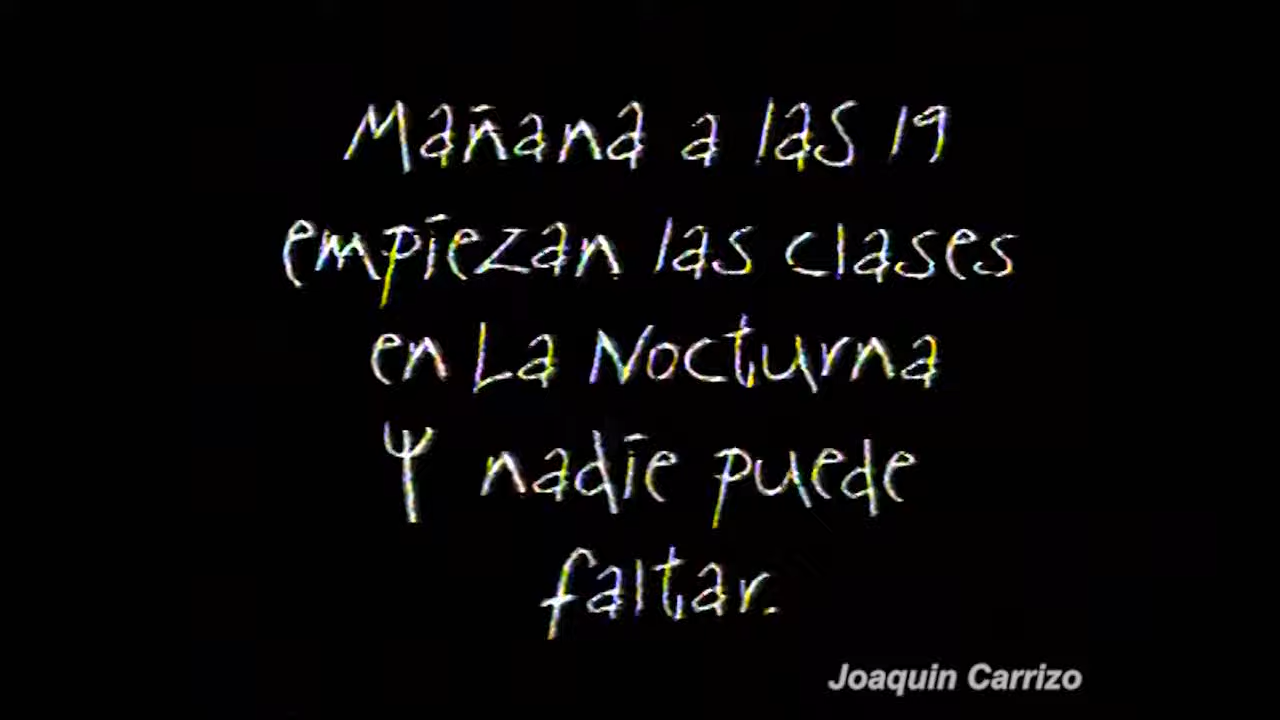 Mañana a las 19
empiezan las clases
en La Nocturna
Y nadie puede
faltar.
Joaquin Carrizo